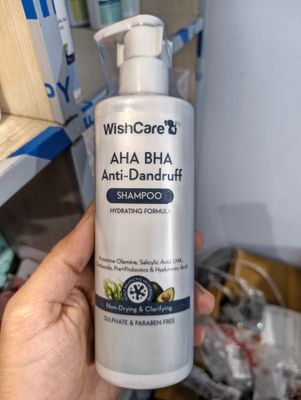 WishCare
AHA BHA
Anti-Dandruff
SHAMPOO
HYDRATING FORMULA
Piroctone Olamine, Salicylic Acid, LHA,
Pre+Probiotics & Hyaluronic Acid
Non-Drying & Clarifying
SULPHATE & PARABEN FREE